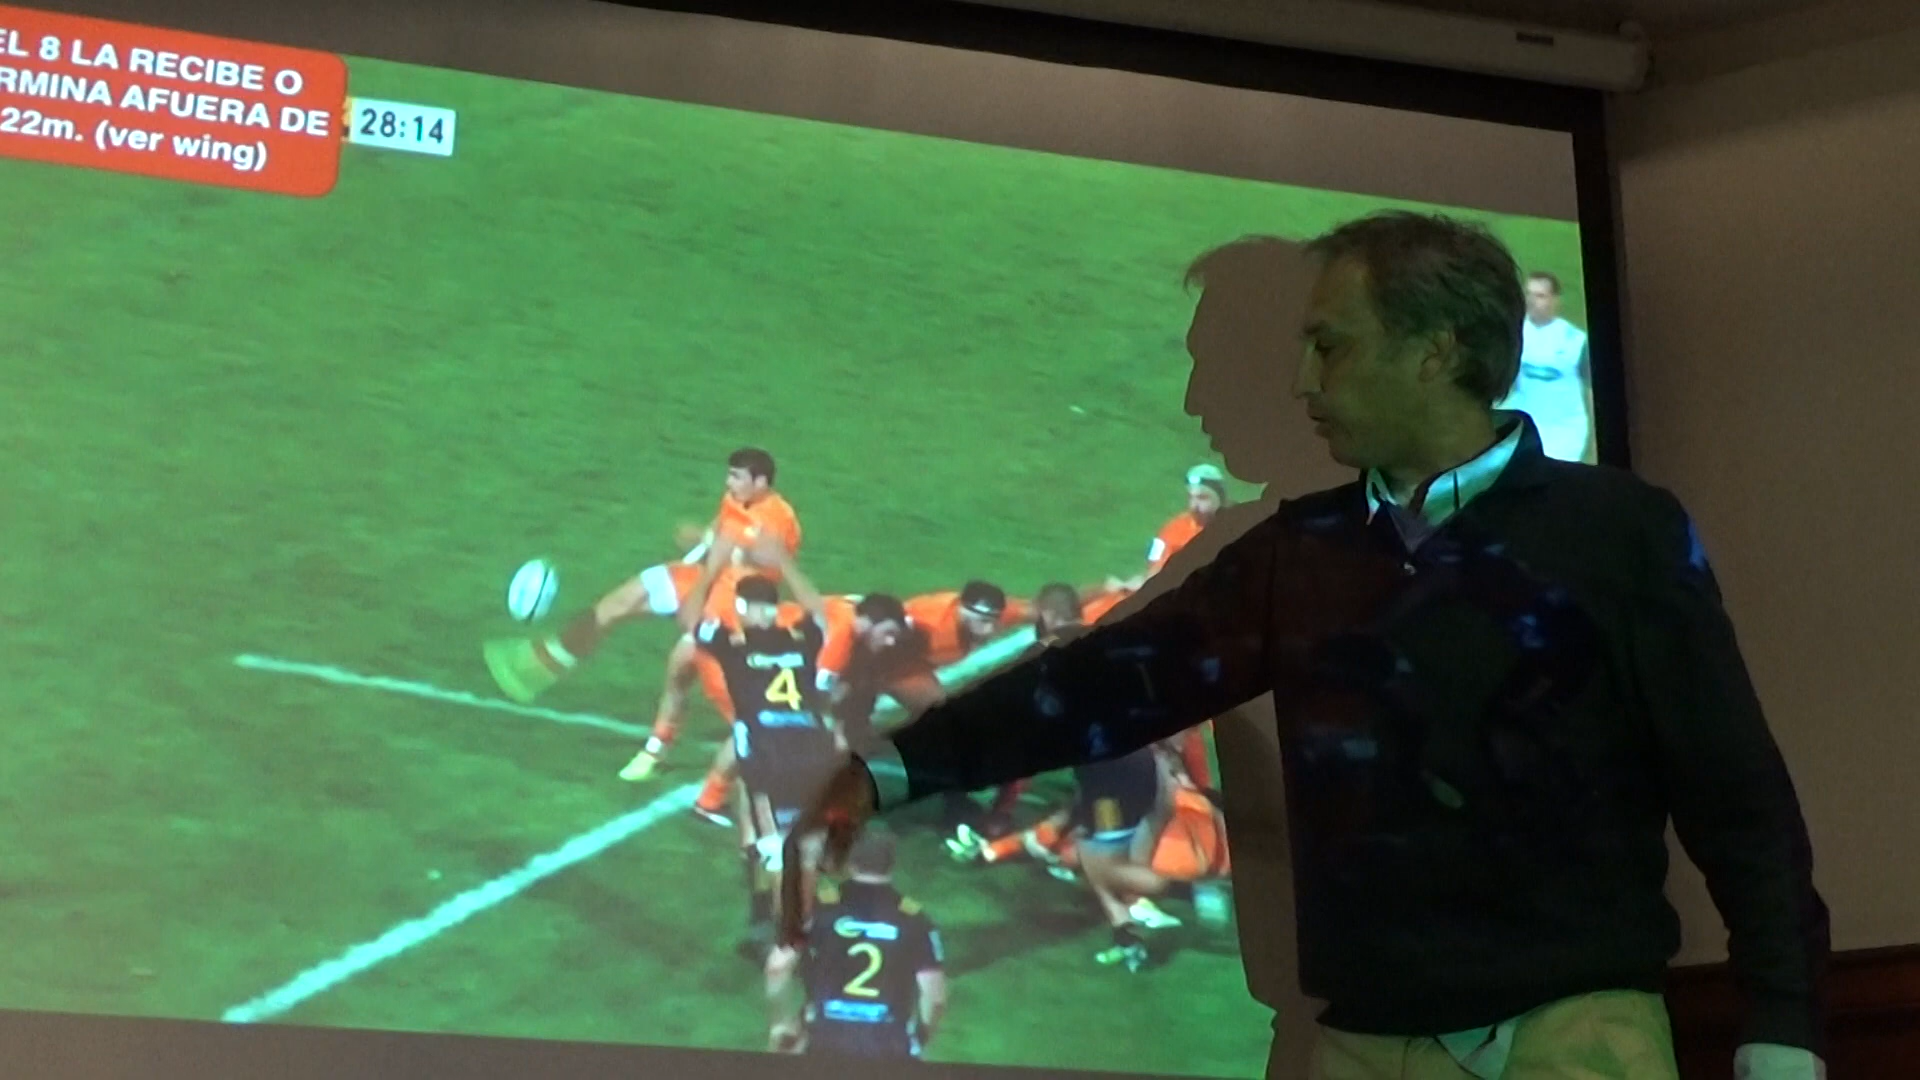 EL 8 LA RECIBE O
RMINA AFUERA DE
22m. (ver wing)
28:14
4
2